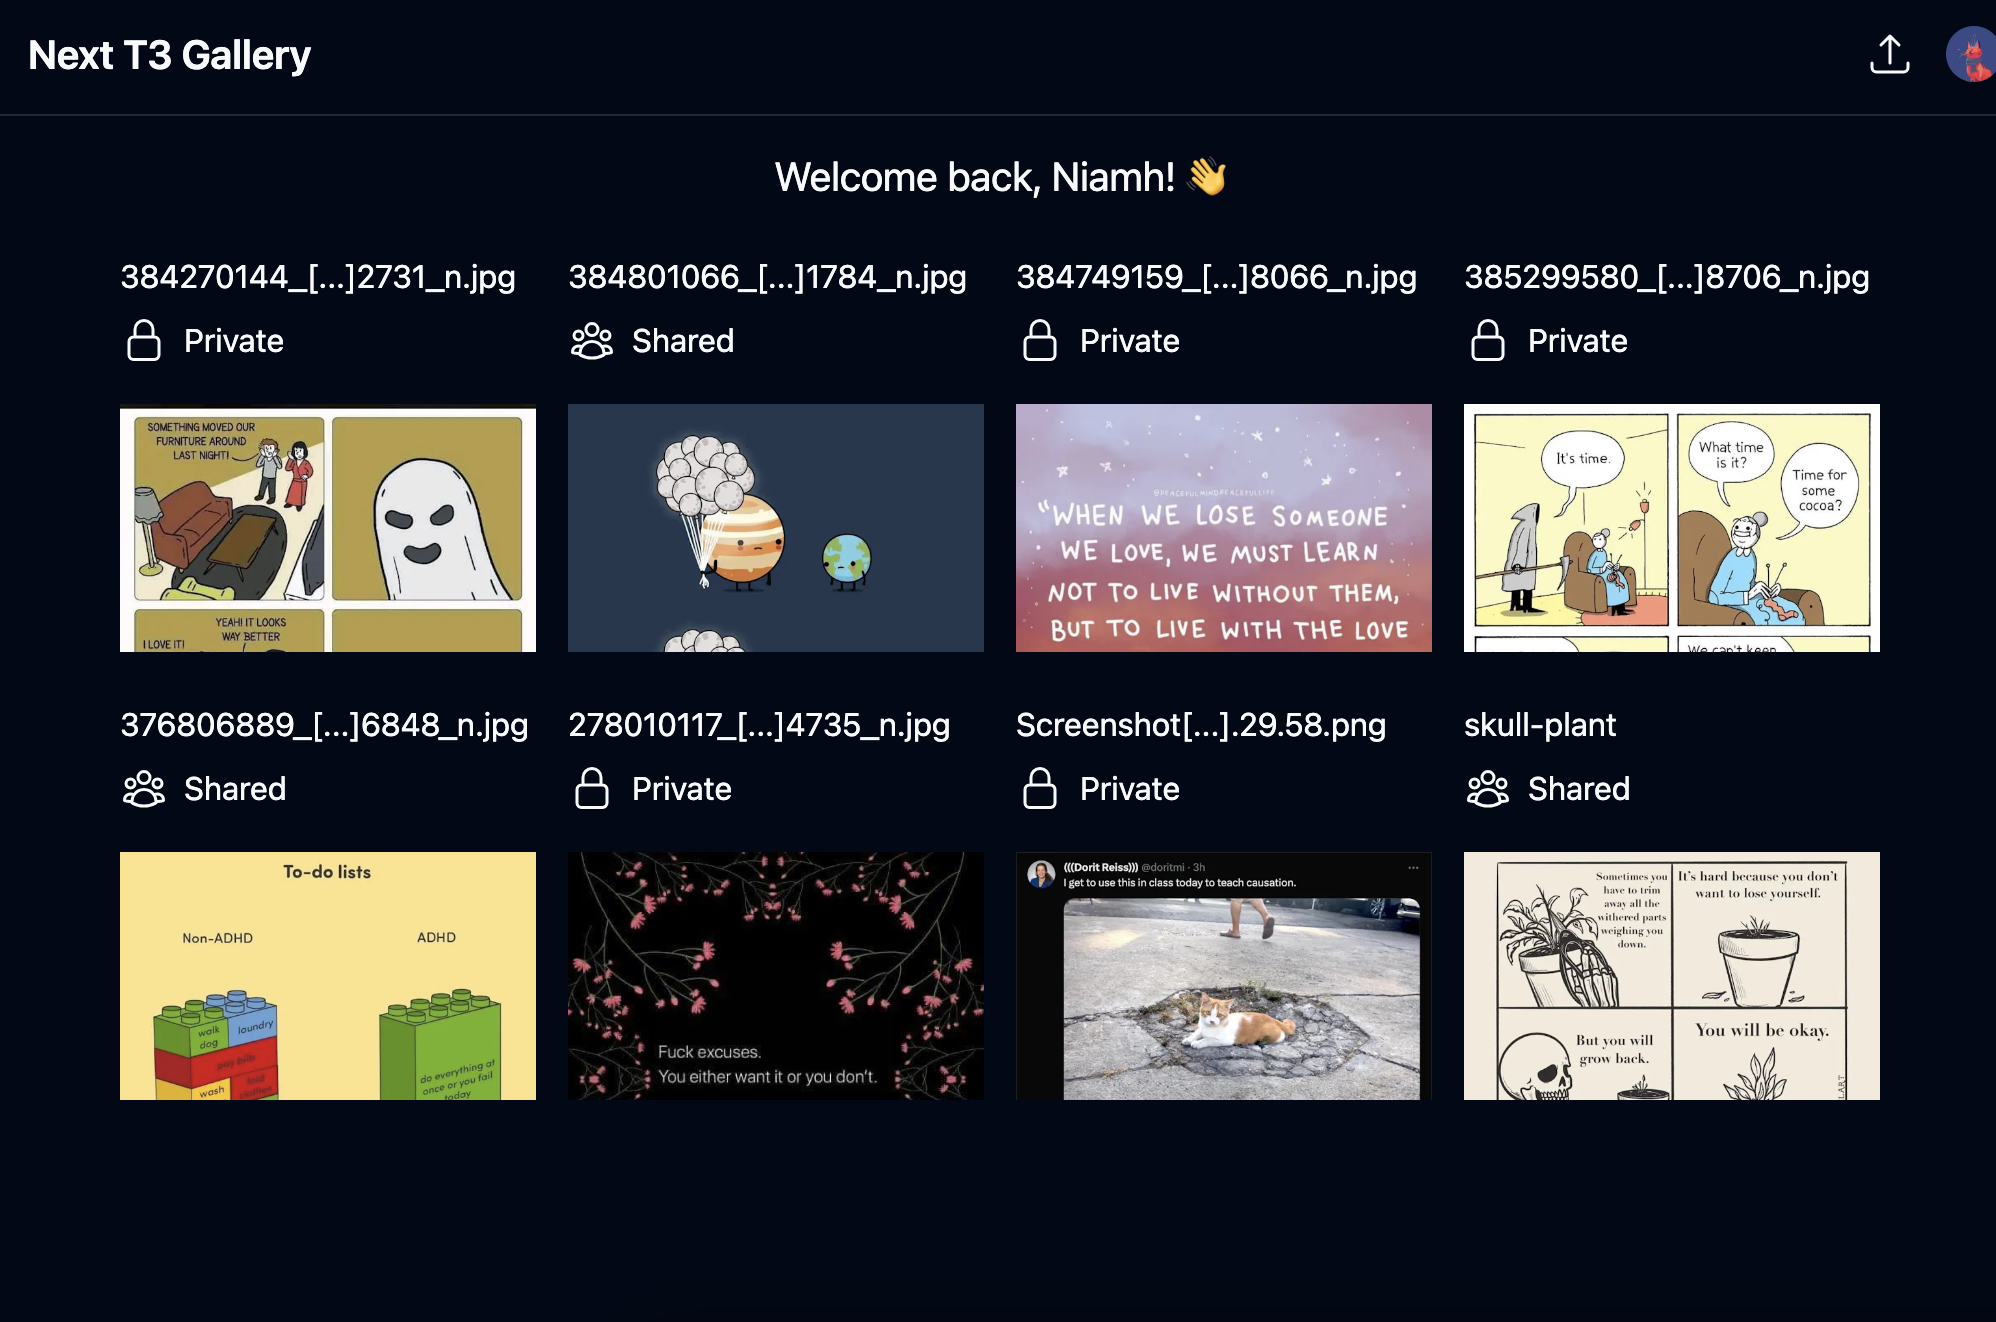 Next T3 Gallery
Welcome back, Niamh! 👋
384270144_[...]2731_n.jpg
Private
384801066_[...]1784_n.jpg
Shared
384749159_[...]8066_n.jpg
Private
385299580_[...]8706_n.jpg
Private
SOMETHING MOVED OUR
FURNITURE AROUND
LAST NIGHT!
YEAH! IT LOOKS
WAY BETTER
I LOVE IT!
@PEACEFULMINDPEACEFULLIFE
"WHEN WE LOSE SOMEONE
WE LOVE, WE MUST LEARN
NOT TO LIVE WITHOUT THEM,
BUT TO LIVE WITH THE LOVE
It's time.
What time
is it?
Time for
some
cocoa?
We can't keep
376806889_[...]6848_n.jpg
Shared
278010117_[...]4735_n.jpg
Private
Screenshot[...].29.58.png
Private
skull-plant
Shared
To-do lists
Non-ADHD
ADHD
walk
dog
laundry
pay bills
wash
fold
clothes
do everything at
once or you fail
today
Fuck excuses.
You either want it or you don't.
(((Dorit Reiss))) @doritmi · 3h
I get to use this in class today to teach causation.
Sometimes you
have to trim
away all the
withered parts
weighing you
down.
It's hard because you don't
want to lose yourself.
But you will
grow back.
You will be okay.